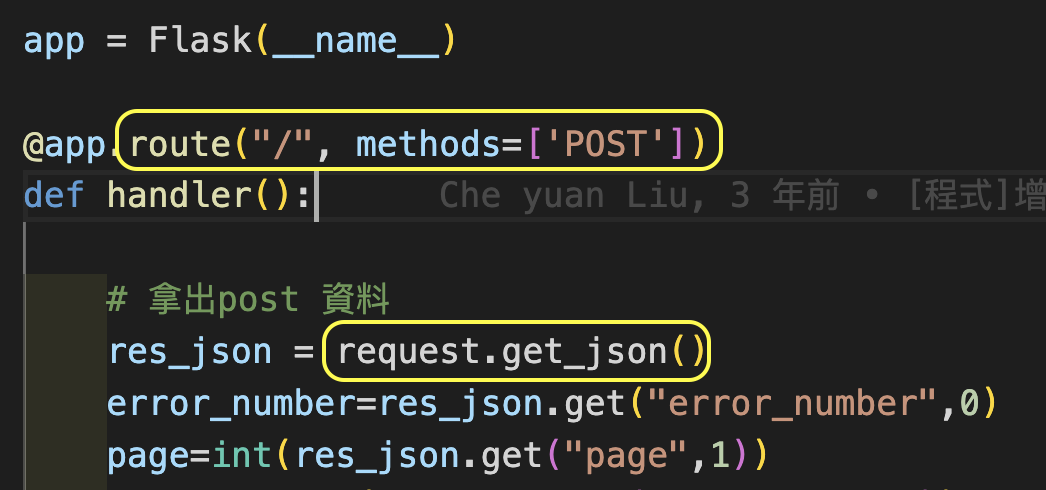 app = Flask(__name__)
@app.route("/", methods=['POST'])
def handler(): Che yuan Liu, 3 年前 • [程式]增
# 拿出post 資料
res_json = request.get_json()
error_number=res_json.get("error_number",0)
page=int(res_json.get("page",1))